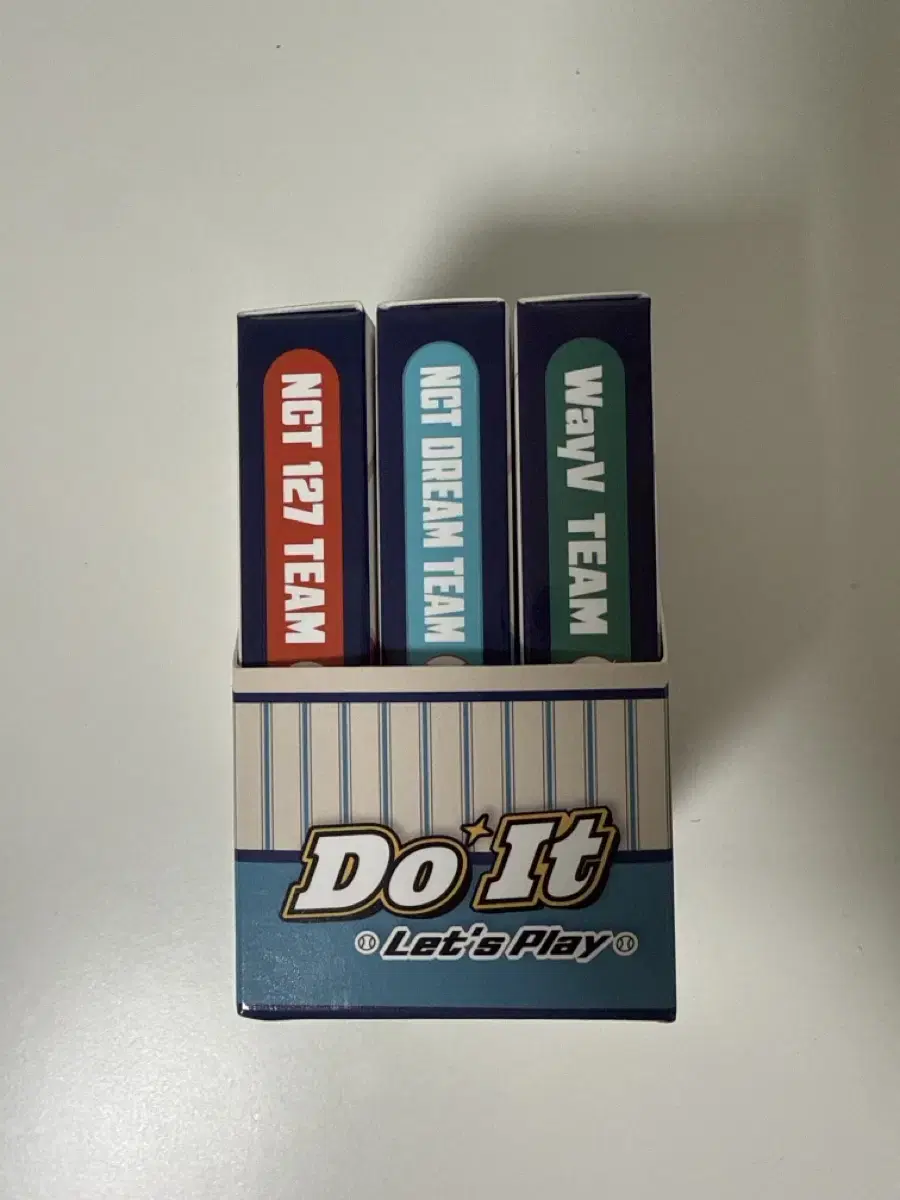 NCT 127 TEAM
NCT DREAM TEAM
WayV TEAM
Do It
Let's Play